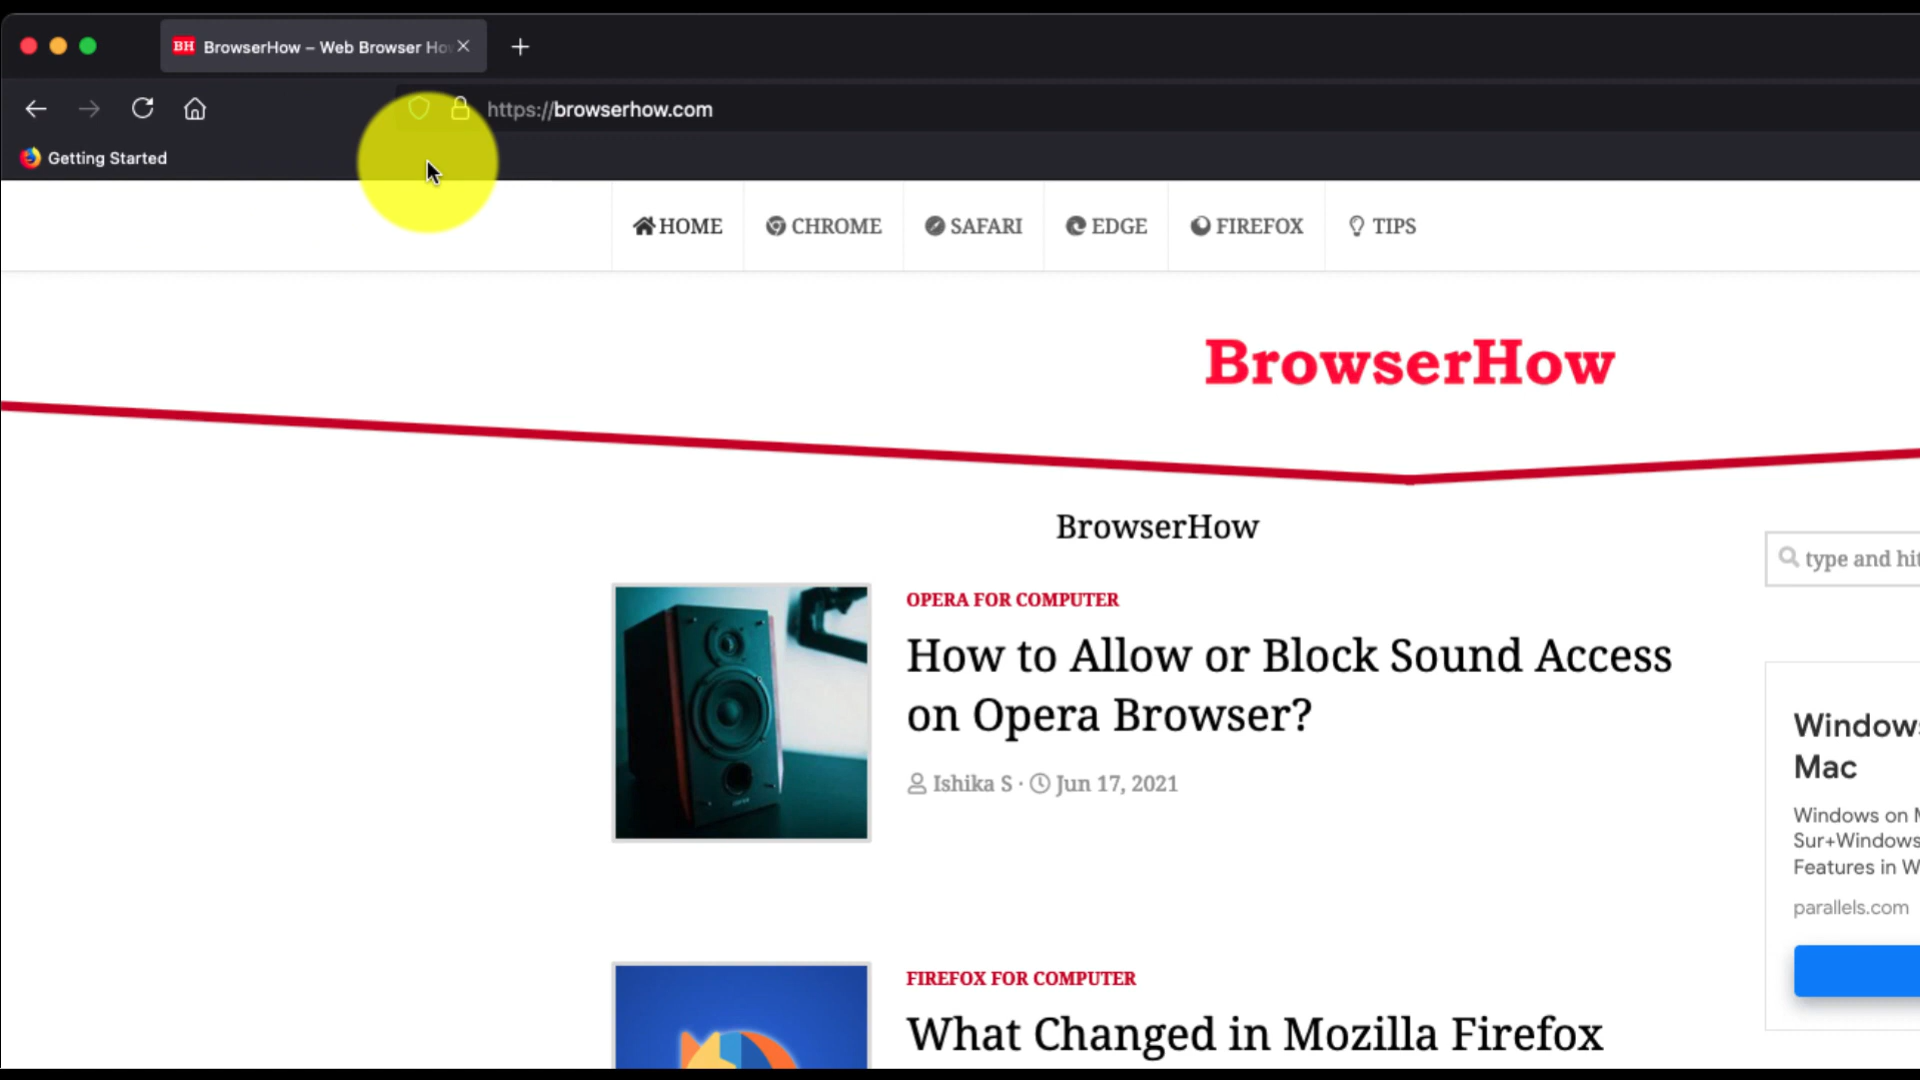 BH BrowserHow – Web Browser Ho
https://browserhow.com
Getting Started
HOME CHROME SAFARI EDGE FIREFOX TIPS
BrowserHow
BrowserHow
type and hit
OPERA FOR COMPUTER
How to Allow or Block Sound Access
on Opera Browser?
Ishika S · Jun 17, 2021
Windows
Mac
Windows on M
Sur+Windows
Features in W
parallels.com
FIREFOX FOR COMPUTER
What Changed in Mozilla Firefox